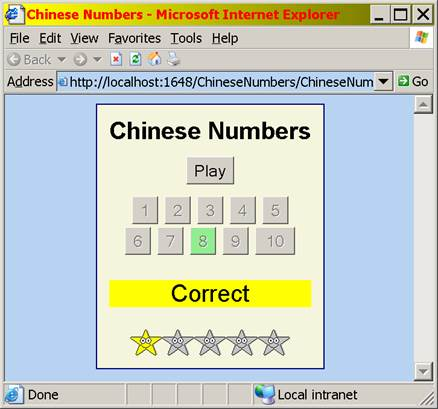 Chinese Numbers - Microsoft Internet Explorer
File Edit View Favorites Tools Help
Back
Address http://localhost:1648/ChineseNumbers/ChineseNum Go
Chinese Numbers
Play
1 2 3 4 5
6 7 8 9 10
Correct
Done Local intranet